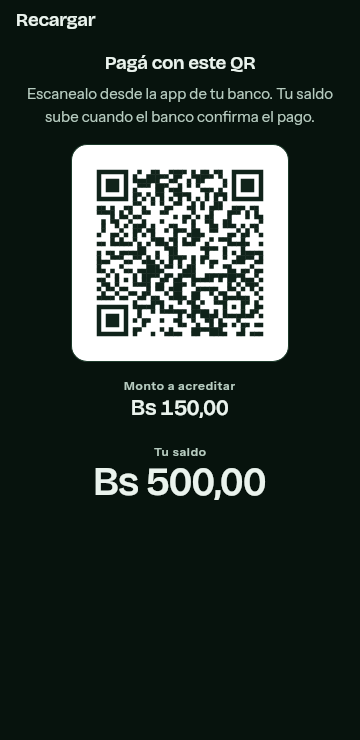 Recargar
Pagá con este QR
Escanealo desde la app de tu banco. Tu saldo
sube cuando el banco confirma el pago.
Monto a acreditar
Bs 150,00
Tu saldo
Bs 500,00